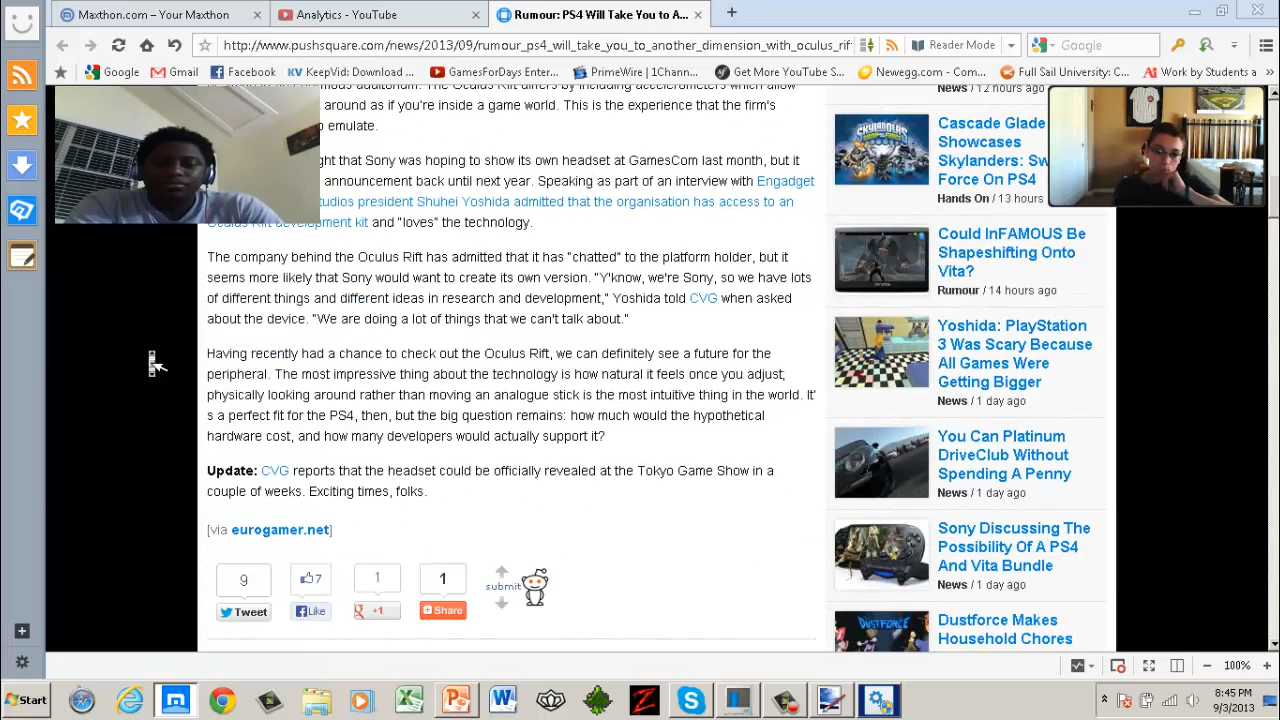 Maxthon.com – Your Maxthon
Analytics - YouTube
Rumour: PS4 Will Take You to A...
http://www.pushsquare.com/news/2013/09/rumour_ps4_will_take_you_to_another_dimension_with_oculus_rif
Reader Mode
Google
Google
Gmail
Facebook
KV KeepVid: Download ...
GamesForDays Enter...
PrimeWire | 1Chann...
Get More YouTube S...
Newegg.com - Com...
Full Sail University: C...
Work by Students a
around as if you're inside a game world. This is the experience that the firm's
o emulate.
ght that Sony was hoping to show its own headset at GamesCom last month, but it
announcement back until next year. Speaking as part of an interview with Engadget
president Shuhei Yoshida admitted that the organisation has access to an
Oculus Rift development kit and "loves" the technology.
The company behind the Oculus Rift has admitted that it has "chatted" to the platform holder, but it
seems more likely that Sony would want to create its own version. "Y'know, we're Sony, so we have lots
of different things and different ideas in research and development," Yoshida told CVG when asked
about the device. "We are doing a lot of things that we can't talk about."
Having recently had a chance to check out the Oculus Rift, we can definitely see a future for the
peripheral. The most impressive thing about the technology is how natural it feels once you adjust;
physically looking around rather than moving an analogue stick is the most intuitive thing in the world. It'
s a perfect fit for the PS4, then, but the big question remains: how much would the hypothetical
hardware cost, and how many developers would actually support it?
Update: CVG reports that the headset could be officially revealed at the Tokyo Game Show in a
couple of weeks. Exciting times, folks.
[via eurogamer.net]
9
7
1
1
submit
Tweet
Like
+1
Share
News / 12 hours ago
Cascade Glade
Showcases
Skylanders: Sw
Force On PS4
Hands On / 13 hours
Could InFAMOUS Be
Shapeshifting Onto
Vita?
Rumour / 14 hours ago
Yoshida: PlayStation
3 Was Scary Because
All Games Were
Getting Bigger
News / 1 day ago
You Can Platinum
DriveClub Without
Spending A Penny
News / 1 day ago
Sony Discussing The
Possibility Of A PS4
And Vita Bundle
News / 1 day ago
DUSTFORCE
Dustforce Makes
Household Chores
100%
Start
8:45 PM
9/3/2013